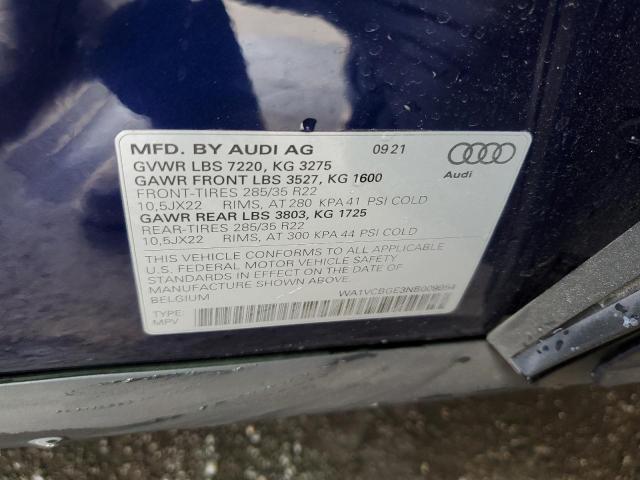 MFD. BY AUDI AG 09 21
GVWR LBS 7220, KG 3275
GAWR FRONT LBS 3527, KG 1600
FRONT-TIRES 285/35 R22
10,5JX22 RIMS, AT 280 KPA 41 PSI COLD
GAWR REAR LBS 3803, KG 1725
REAR-TIRES 285/35 R22
10,5JX22 RIMS, AT 300 KPA 44 PSI COLD
THIS VEHICLE CONFORMS TO ALL APPLICABLE
U.S. FEDERAL MOTOR VEHICLE SAFETY
STANDARDS IN EFFECT ON THE DATE OF
MANUFACTURE SHOWN ABOVE.
BELGIUM
TYPE:
MPV
Audi